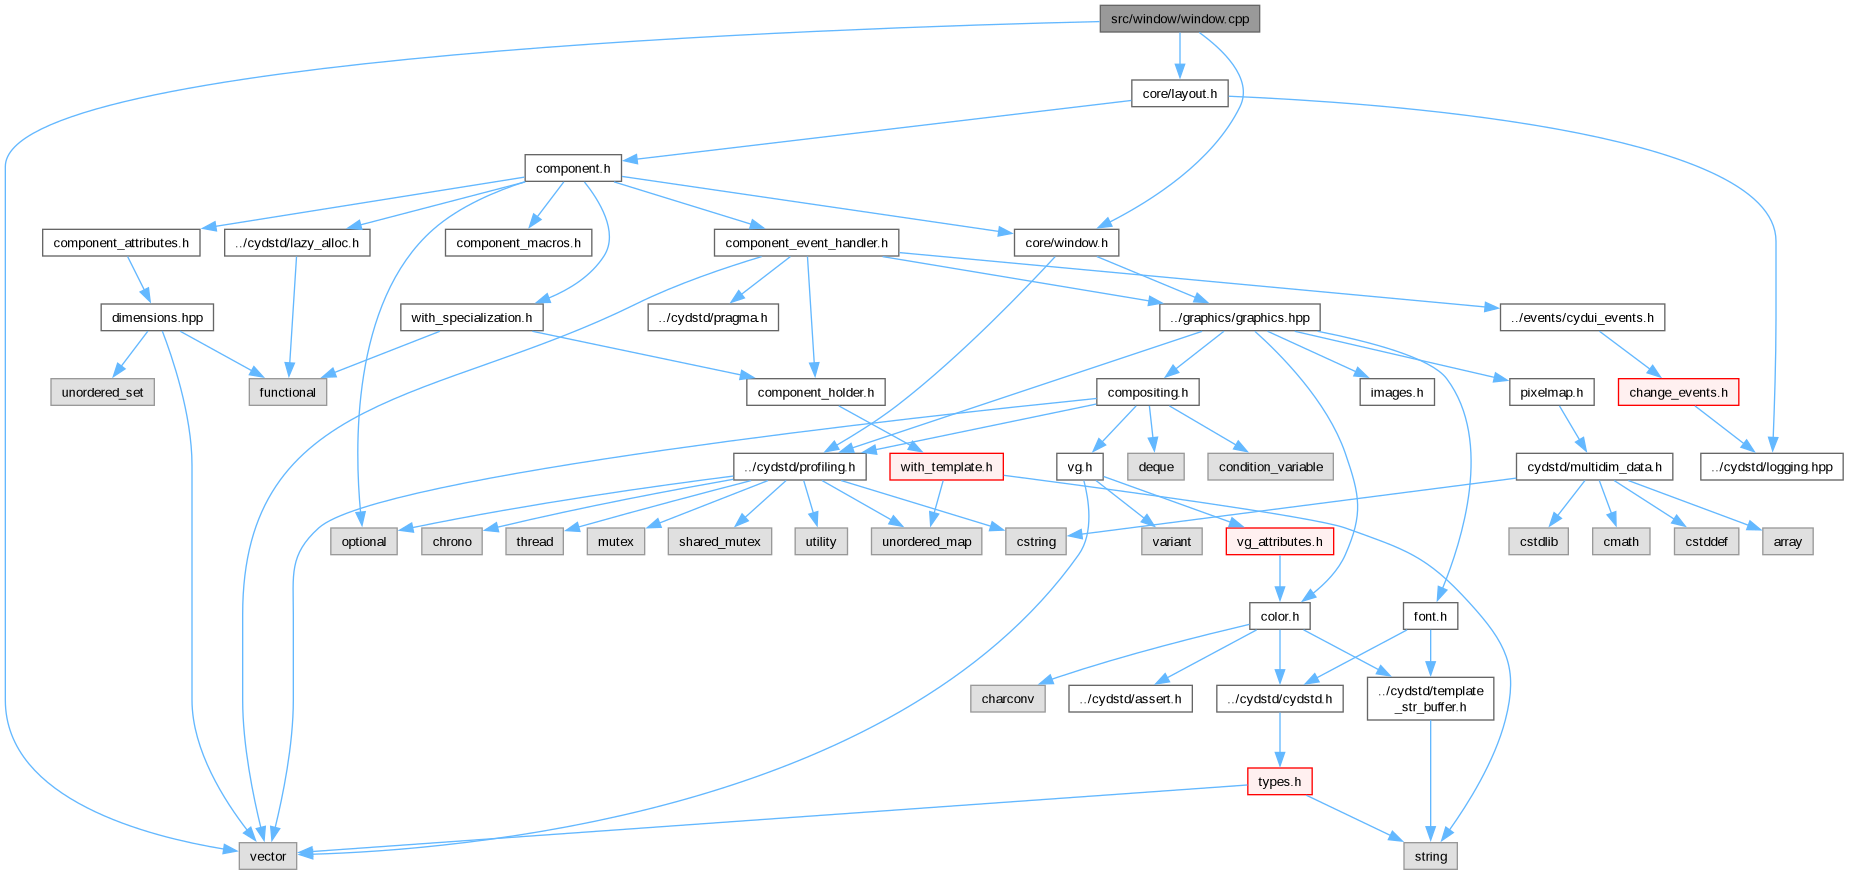 src/window/window.cpp
core/layout.h
component.h
component_attributes.h
../cydstd/lazy_alloc.h
component_macros.h
component_event_handler.h
core/window.h
dimensions.hpp
with_specialization.h
../cydstd/pragma.h
../graphics/graphics.hpp
../events/cydui_events.h
unordered_set
functional
component_holder.h
compositing.h
images.h
pixelmap.h
change_events.h
../cydstd/profiling.h
with_template.h
vg.h
deque
condition_variable
cydstd/multidim_data.h
../cydstd/logging.hpp
optional
chrono
thread
mutex
shared_mutex
utility
unordered_map
cstring
variant
vg_attributes.h
cstdlib
cmath
cstddef
array
color.h
font.h
charconv
../cydstd/assert.h
../cydstd/cydstd.h
../cydstd/template
_str_buffer.h
types.h
vector
string